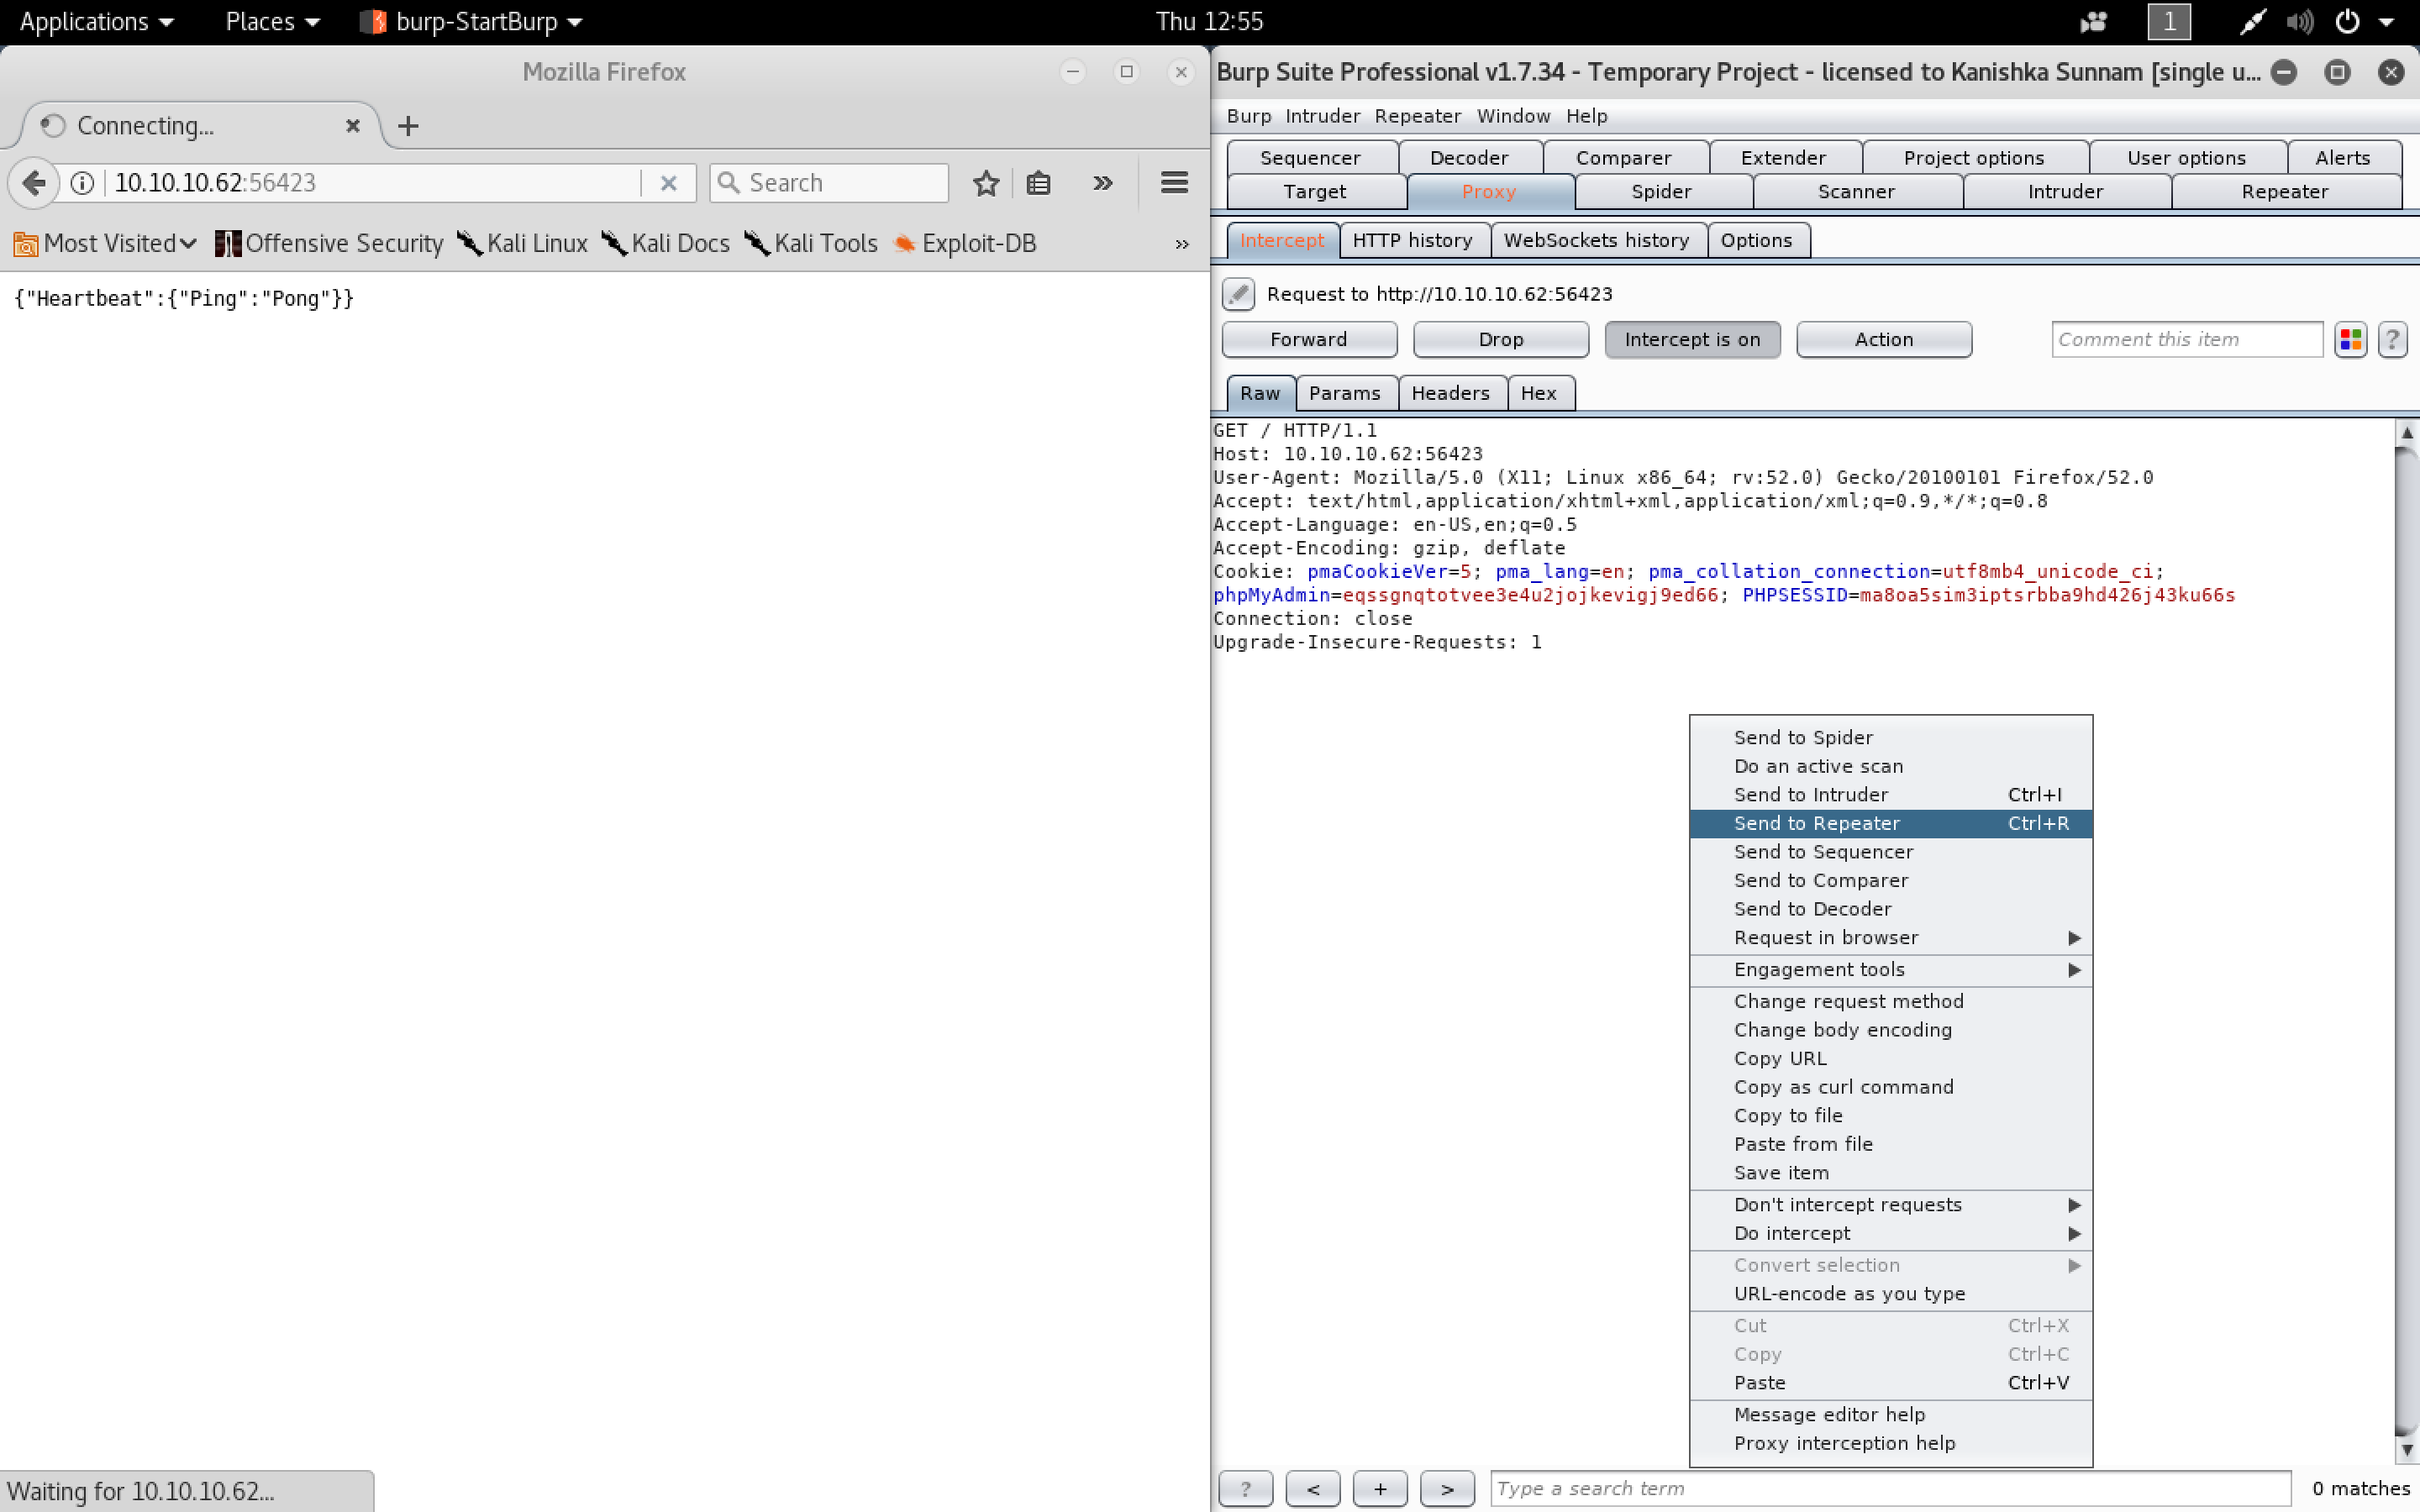 Applications Places burp-StartBurp Thu 12:55 1
Mozilla Firefox
Connecting...
10.10.10.62:56423 Search
Most Visited Offensive Security Kali Linux Kali Docs Kali Tools Exploit-DB »
{"Heartbeat":{"Ping":"Pong"}}
Waiting for 10.10.10.62...
Burp Suite Professional v1.7.34 - Temporary Project - licensed to Kanishka Sunnam [single u...
Burp Intruder Repeater Window Help
Sequencer Decoder Comparer Extender Project options User options Alerts
Target Proxy Spider Scanner Intruder Repeater
Intercept HTTP history WebSockets history Options
Request to http://10.10.10.62:56423
Forward Drop Intercept is on Action Comment this item ?
Raw Params Headers Hex
GET / HTTP/1.1
Host: 10.10.10.62:56423
User-Agent: Mozilla/5.0 (X11; Linux x86_64; rv:52.0) Gecko/20100101 Firefox/52.0
Accept: text/html,application/xhtml+xml,application/xml;q=0.9,*/*;q=0.8
Accept-Language: en-US,en;q=0.5
Accept-Encoding: gzip, deflate
Cookie: pmaCookieVer=5; pma_lang=en; pma_collation_connection=utf8mb4_unicode_ci;
phpMyAdmin=eqssgnqtotvee3e4u2jojkevigj9ed66; PHPSESSID=ma8oa5sim3iptsrbba9hd426j43ku66s
Connection: close
Upgrade-Insecure-Requests: 1
Send to Spider
Do an active scan
Send to Intruder Ctrl+I
Send to Repeater Ctrl+R
Send to Sequencer
Send to Comparer
Send to Decoder
Request in browser
Engagement tools
Change request method
Change body encoding
Copy URL
Copy as curl command
Copy to file
Paste from file
Save item
Don't intercept requests
Do intercept
Convert selection
URL-encode as you type
Cut Ctrl+X
Copy Ctrl+C
Paste Ctrl+V
Message editor help
Proxy interception help
? < + > Type a search term 0 matches